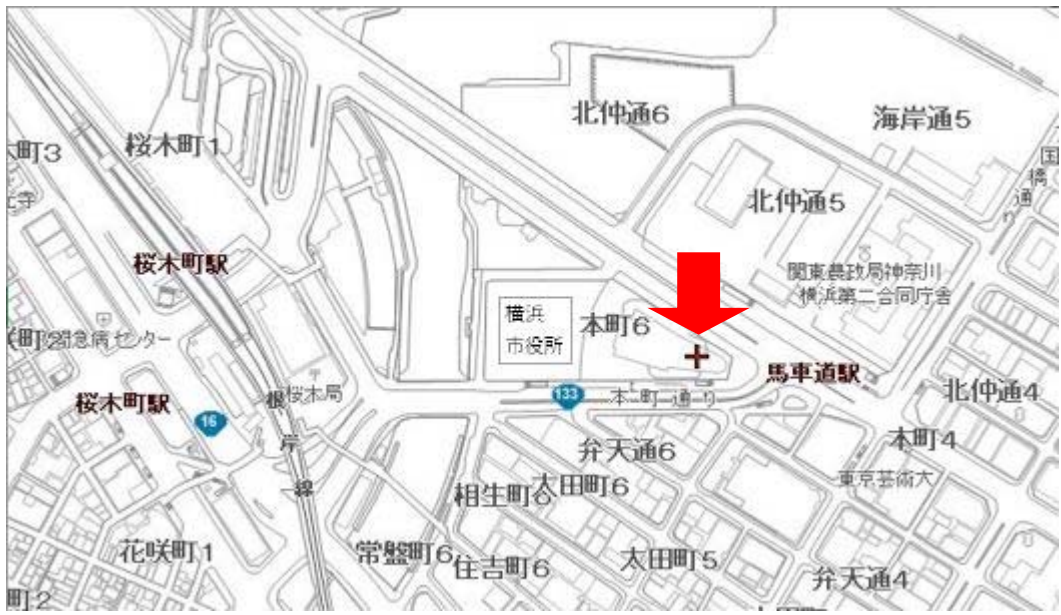 北仲通6
海岸通5
桜木町1
町3
国
橋
通
り
北仲通5
桜木町駅
関東農政局神奈川
横浜第二合同庁舎
横浜
市役所
本町6
急病センター
馬車道駅
桜木局
133
本町通り
北仲通4
桜木町駅
16
根
岸
線
弁天通6
本町4
東京芸術大
相生町6
太田町6
花咲町1
常盤町6
住吉町6
太田町5
弁天通4
町2